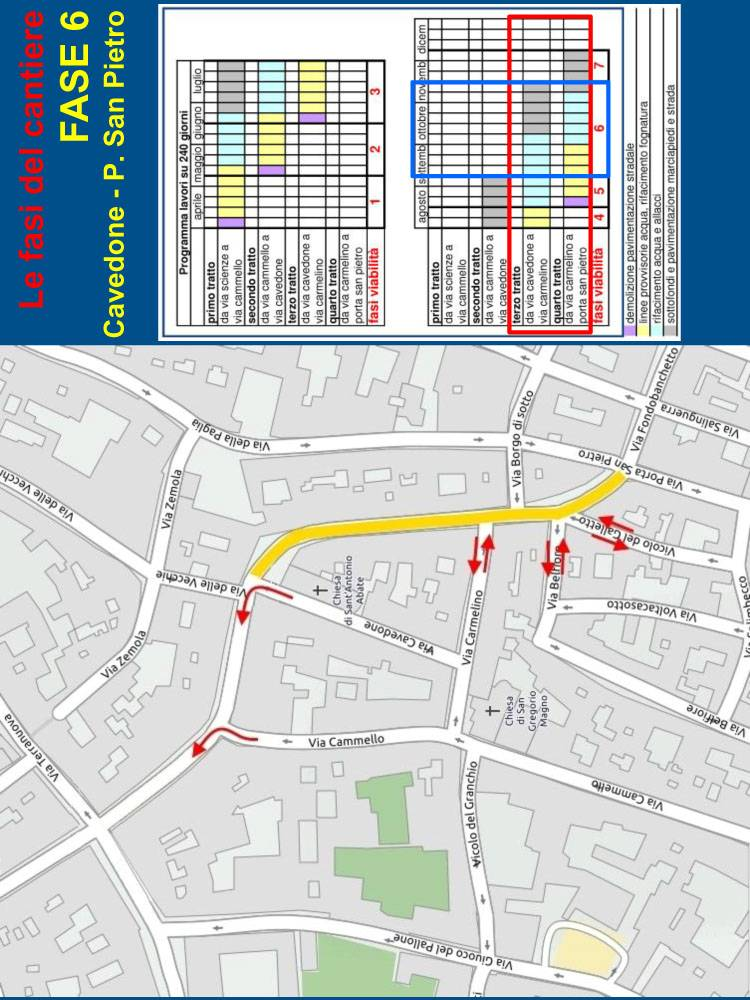 Le fasi del cantiere
FASE 6
Cavedone - P. San Pietro
Programma lavori su 240 giorni
aprile maggio giugno luglio
primo tratto
da via scienze a
via cammello
secondo tratto
da via cammello a
via cavedone
terzo tratto
da via cavedone a
via carmelino
quarto tratto
da via carmelino a
porta san pietro
fasi viabilità 1 2 3
agosto settemb ottobre novemb dicem
primo tratto
da via scienze a
via cammello
secondo tratto
da via cammello a
via cavedone
terzo tratto
da via cavedone a
via carmelino
quarto tratto
da via carmelino a
porta san pietro
fasi viabilità 4 5 6 7
demolizione pavimentazione stradale
linee provvisorie acqua, rifacimento fognatura
rifacimento acqua e allacci
sottofondi e pavimentazione marciapiedi e strada
Via delle Vecchie
Via Zemola
Via della Paglia
Via Borgo di sotto
Via Fondobanchetto
Via Salinguerra
Via Porta San Pietro
Vicolo del Galletto
Via Belfiore
Via Voltacasotto
Via delle Vecchie
Chiesa
di Sant'Antonio
Abate
Via Cavedone
Via Carmelino
Via Zemola
Chiesa
di San
Gregorio
Magno
Via Belfiore
Via Terranuova
Via Cammello
Via Cammello
Vicolo del Granchio
Via Giuoco del Pallone